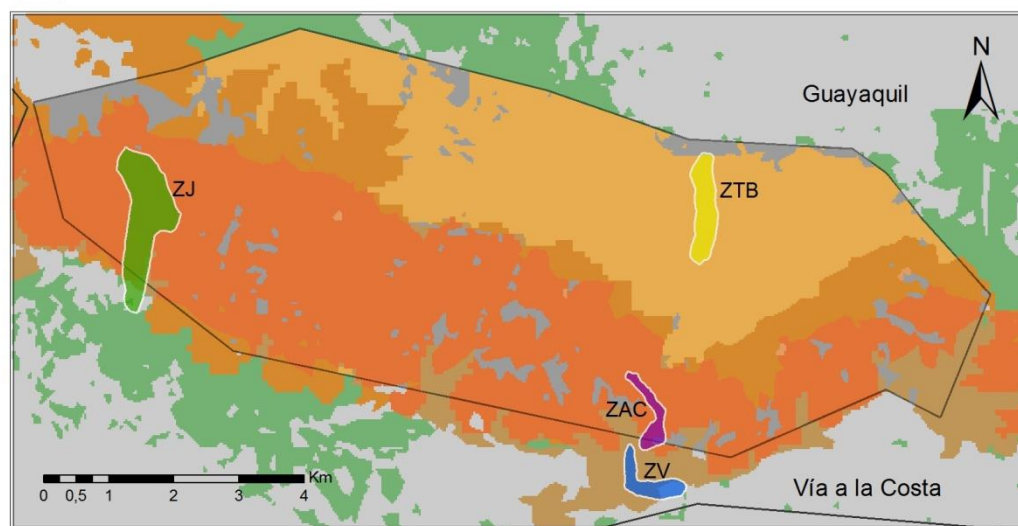 N
Guayaquil
ZJ
ZTB
ZAC
ZV
Km
0 0,5 1 2 3 4
Vía a la Costa